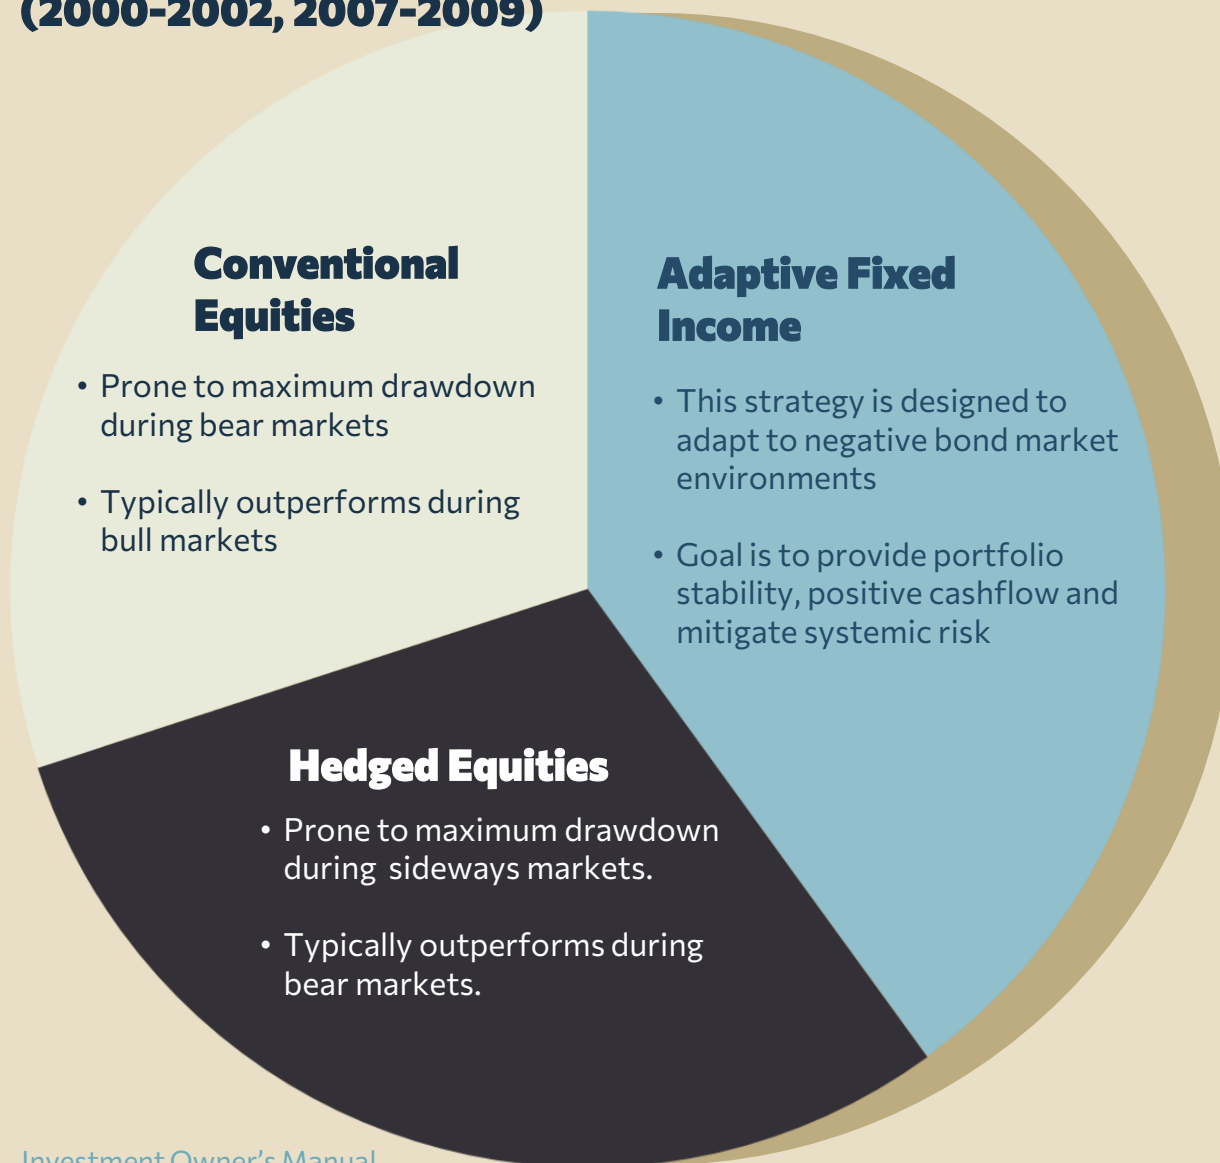 (2000-2002, 2007-2009)
Conventional
Equities
• Prone to maximum drawdown
during bear markets
• Typically outperforms during
bull markets
Adaptive Fixed
Income
• This strategy is designed to
adapt to negative bond market
environments
• Goal is to provide portfolio
stability, positive cashflow and
mitigate systemic risk
Hedged Equities
• Prone to maximum drawdown
during  sideways markets.
• Typically outperforms during
bear markets.
Investment Owner's Manual